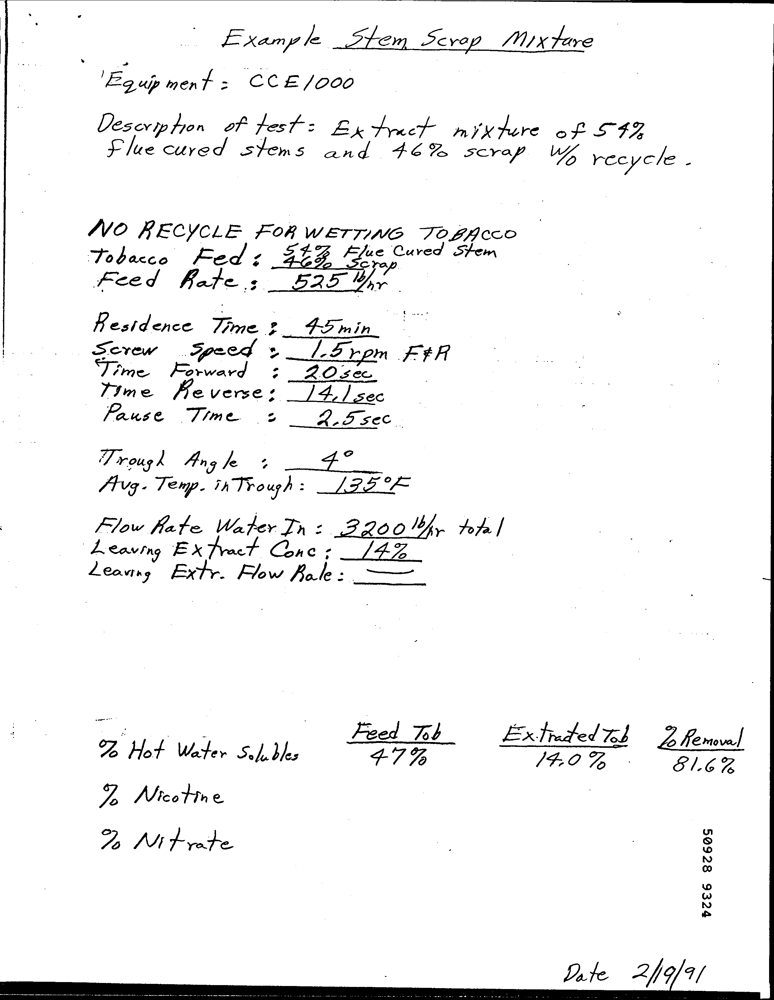 Example Stem Scrap Mixture
Equipment: CCE/000
Description of test: Extract mixture of 54%
flue cured stems and 46% scrap w/o recycle.
NO RECYCLE FOR WETTING TOBACCO
Tobacco Fed: 54% Flue Cured Stem
46% Scrap
Feed Rate: 525 lb/hr
Residence Time: 45 min
Screw Speed: 1.5 rpm F&R
Time Forward: 20 sec
Time Reverse: 14.1 sec
Pause Time: 2.5 sec
Trough Angle: 4°
Avg. Temp. in Trough: 135°F
Flow Rate Water In: 3200 lb/hr total
Leaving Extract Conc: 14%
Leaving Extr. Flow Rate: —
Feed Tob Extracted Tob % Removal
% Hot Water Solubles 47% 14.0% 81.6%
% Nicotine
% Nitrate
50928 9324
Date 2/19/91